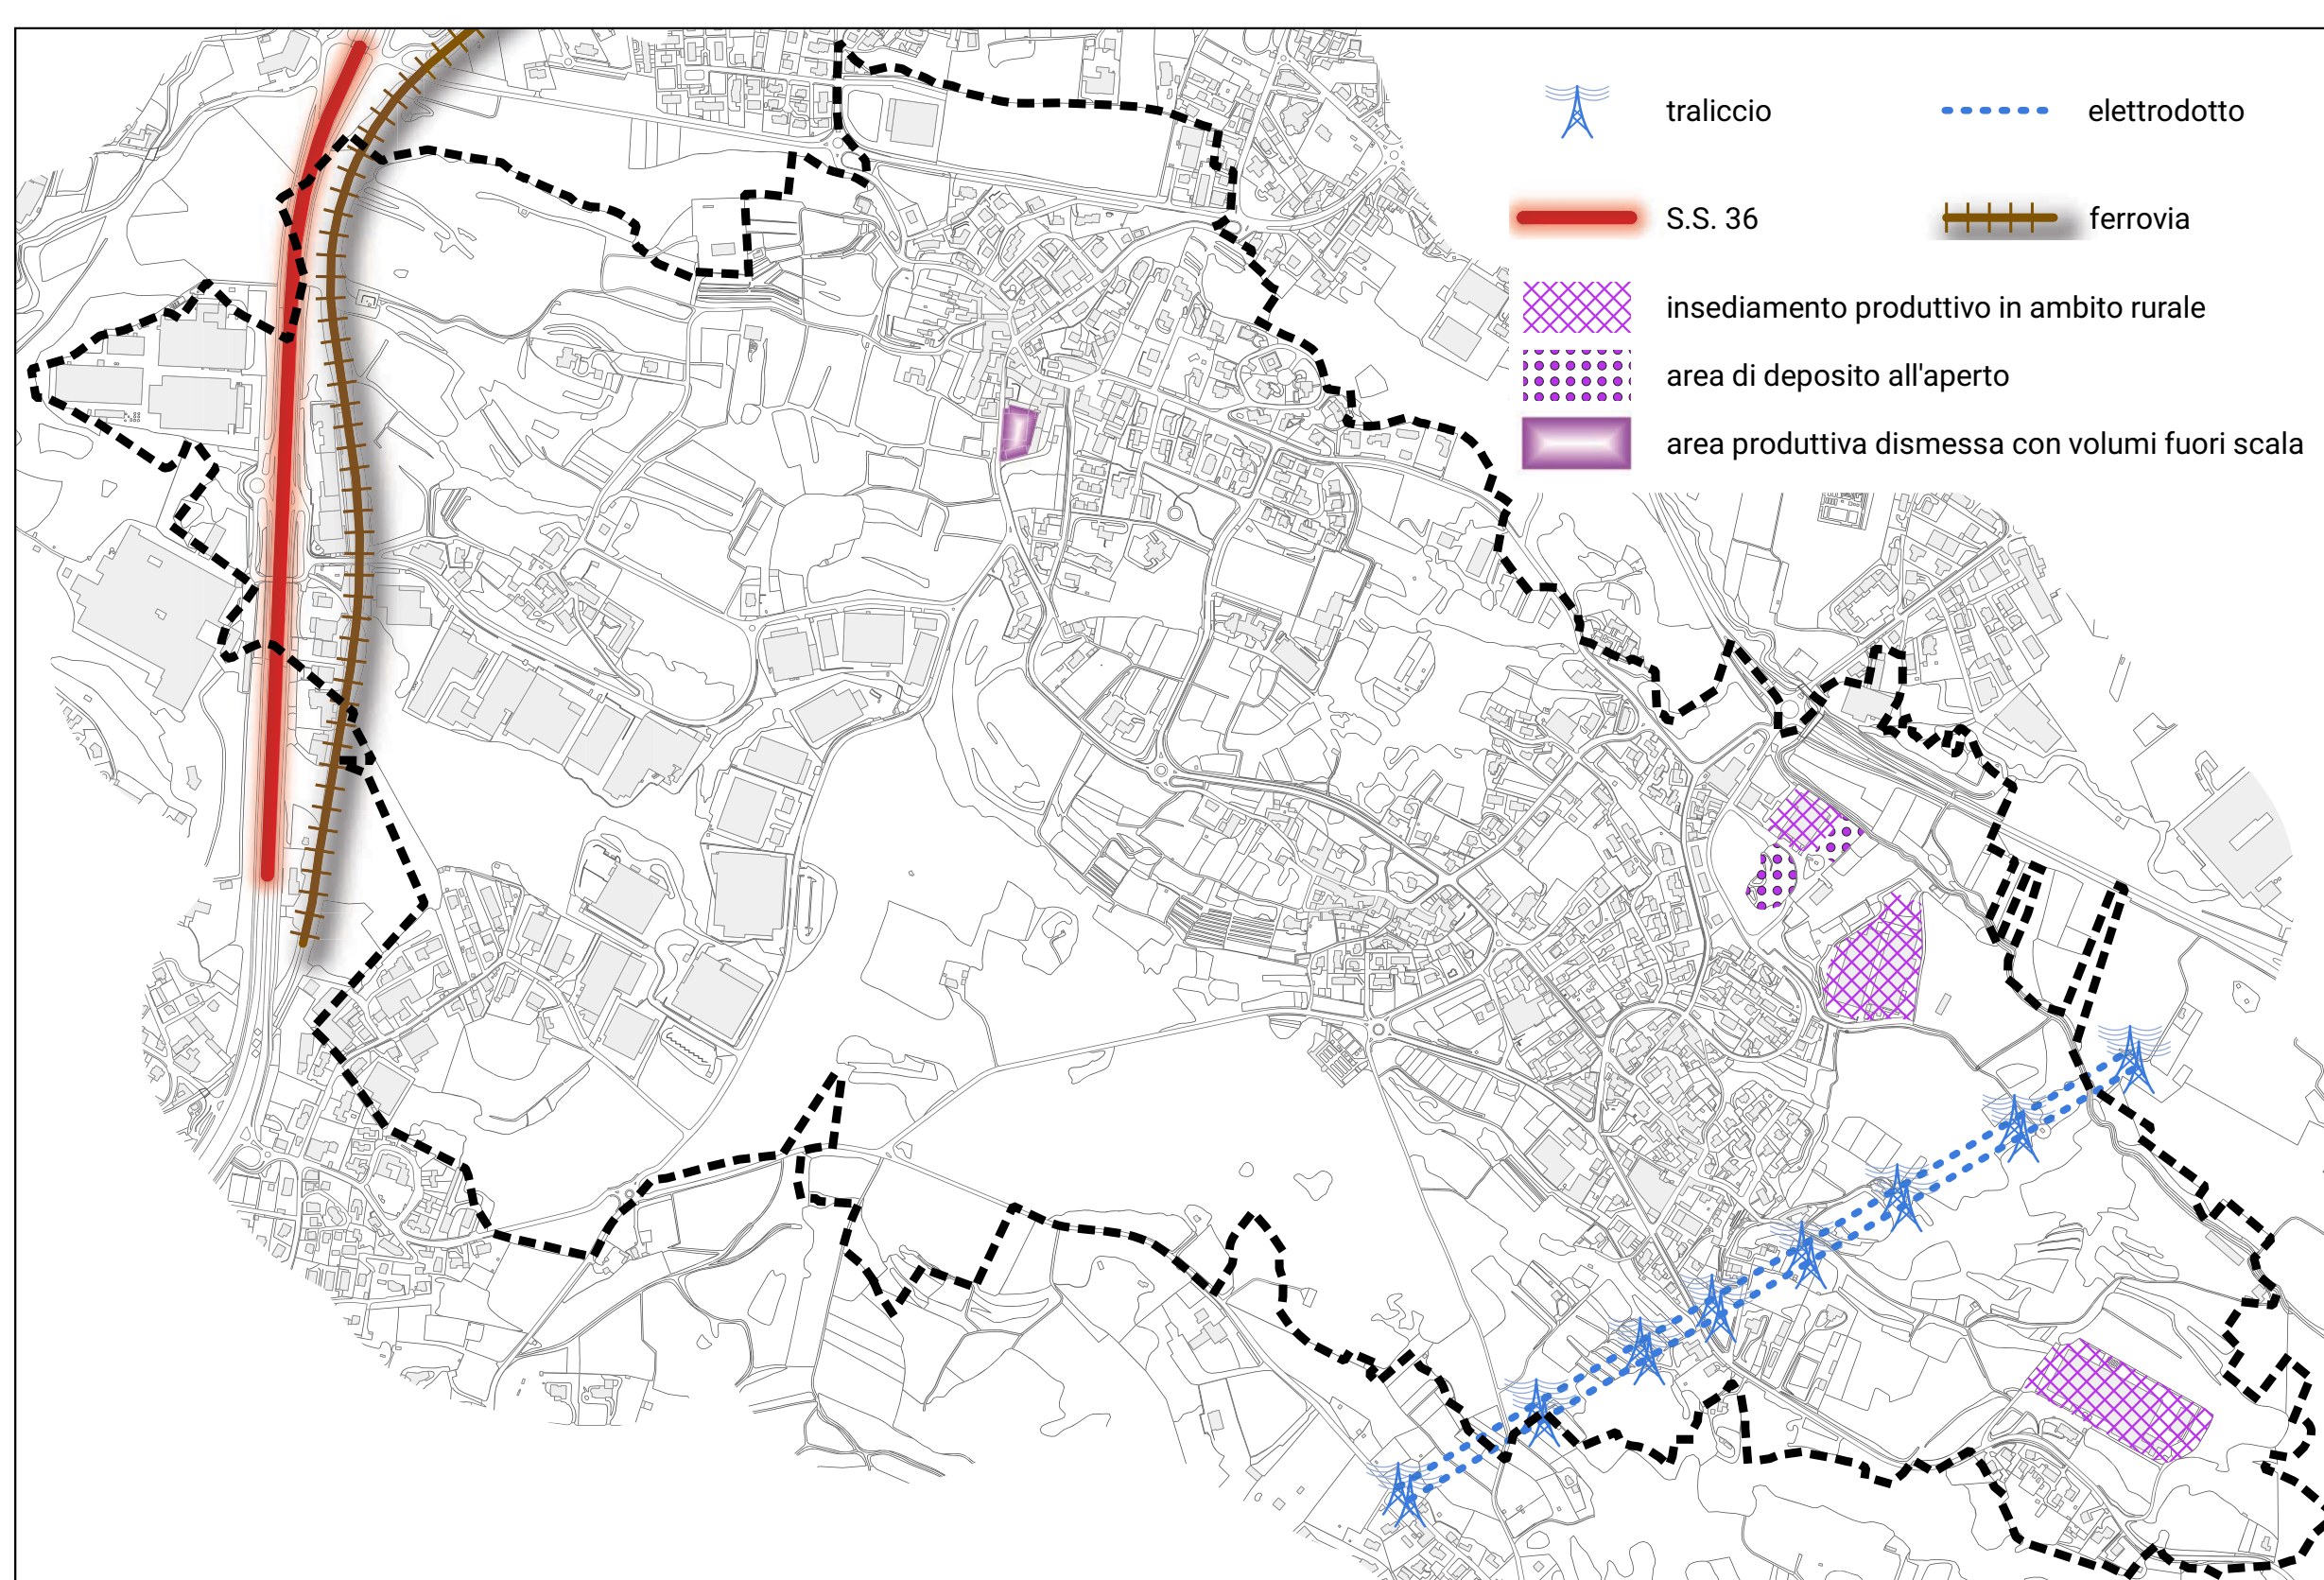 traliccio
elettrodotto
S.S. 36
ferrovia
insediamento produttivo in ambito rurale
area di deposito all'aperto
area produttiva dismessa con volumi fuori scala